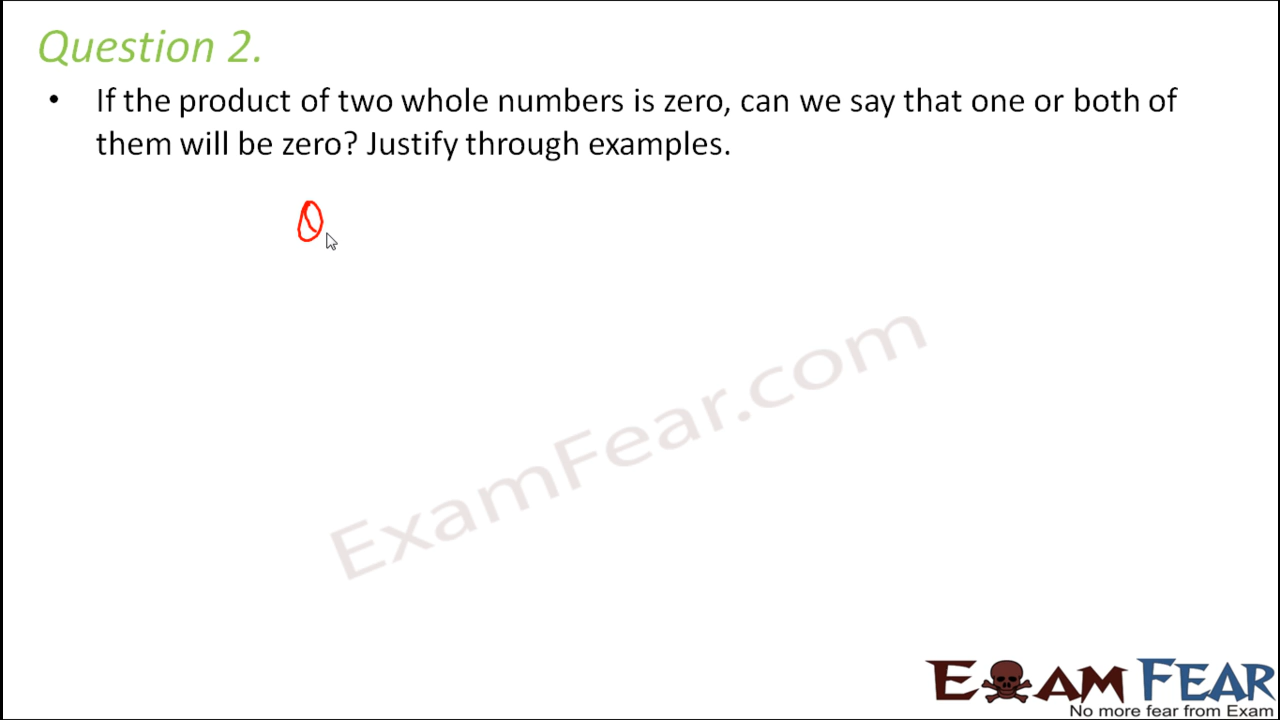 Question 2.
• If the product of two whole numbers is zero, can we say that one or both of
them will be zero? Justify through examples.
0
ExamFear.com
EXAM FEAR
No more fear from Exam